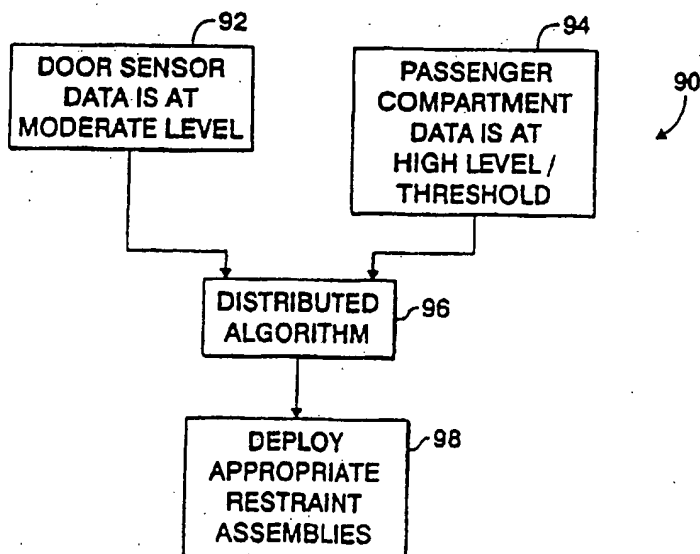 92
DOOR SENSOR
DATA IS AT
MODERATE LEVEL
94
PASSENGER
COMPARTMENT
DATA IS AT
HIGH LEVEL /
THRESHOLD
90
DISTRIBUTED
ALGORITHM
96
DEPLOY
APPROPRIATE
RESTRAINT
ASSEMBLIES
98